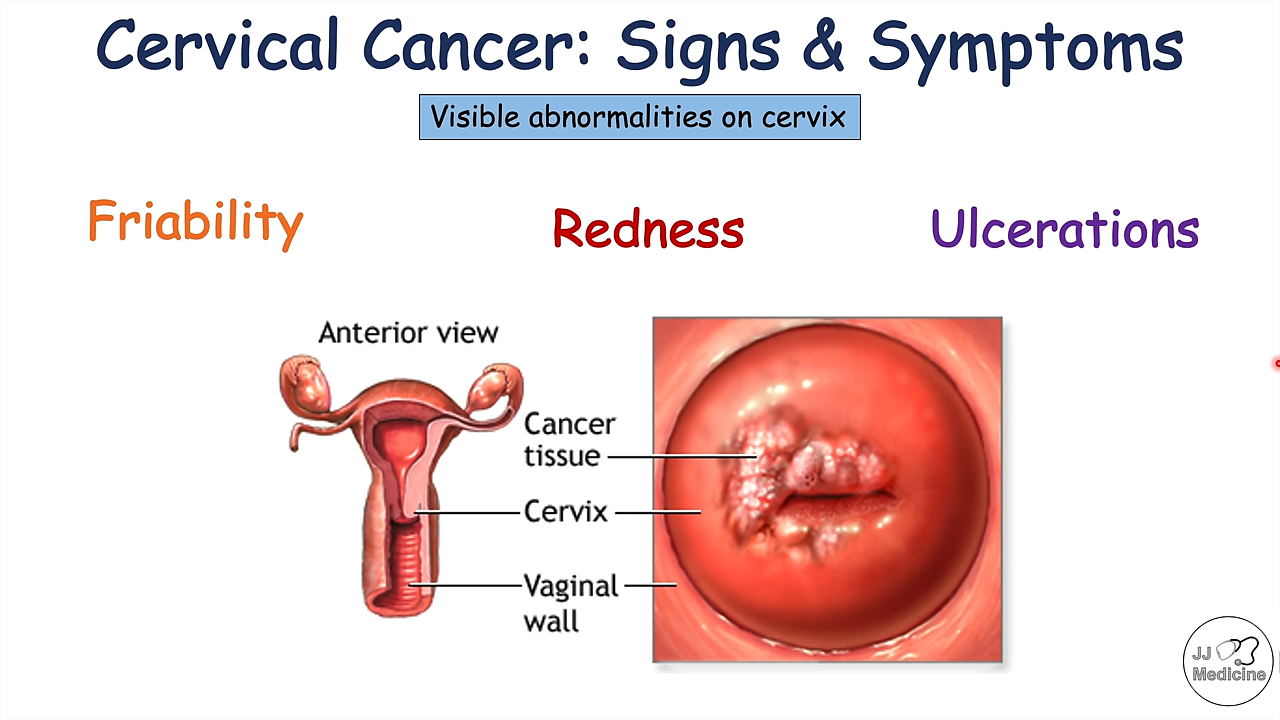 Cervical Cancer: Signs & Symptoms
Visible abnormalities on cervix
Friability
Redness
Ulcerations
Anterior view
Cancer
tissue
Cervix
Vaginal
wall
JJ
Medicine